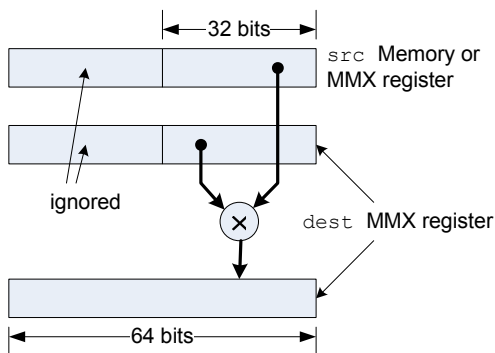 32 bits
src Memory or
MMX register
ignored
×
dest MMX register
64 bits